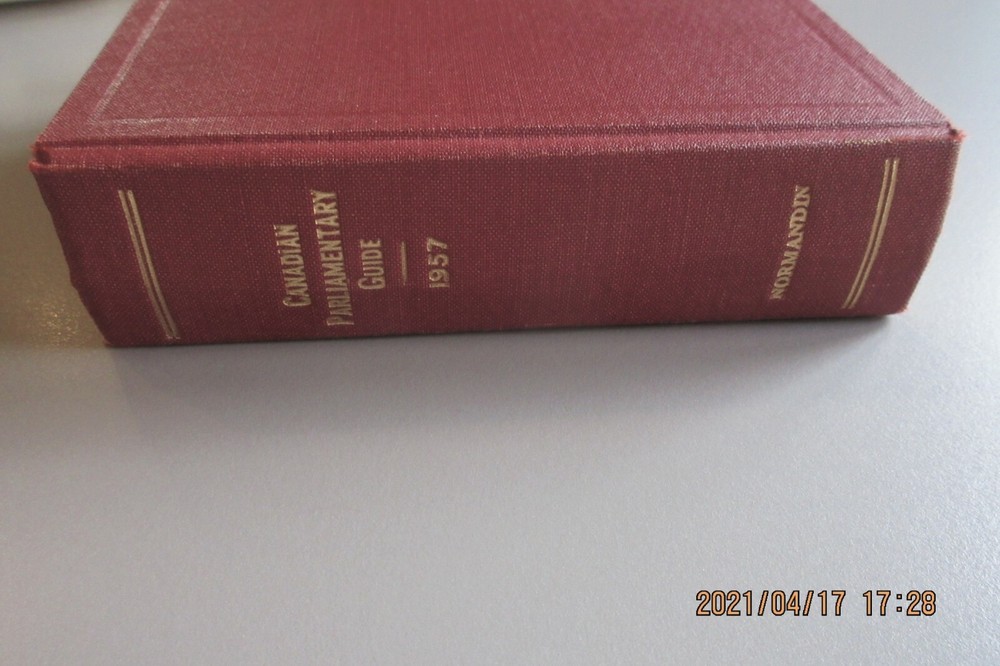 CANADIAN
PARLIAMENTARY
GUIDE
1957
NORMANDIN
2021/04/17 17:28